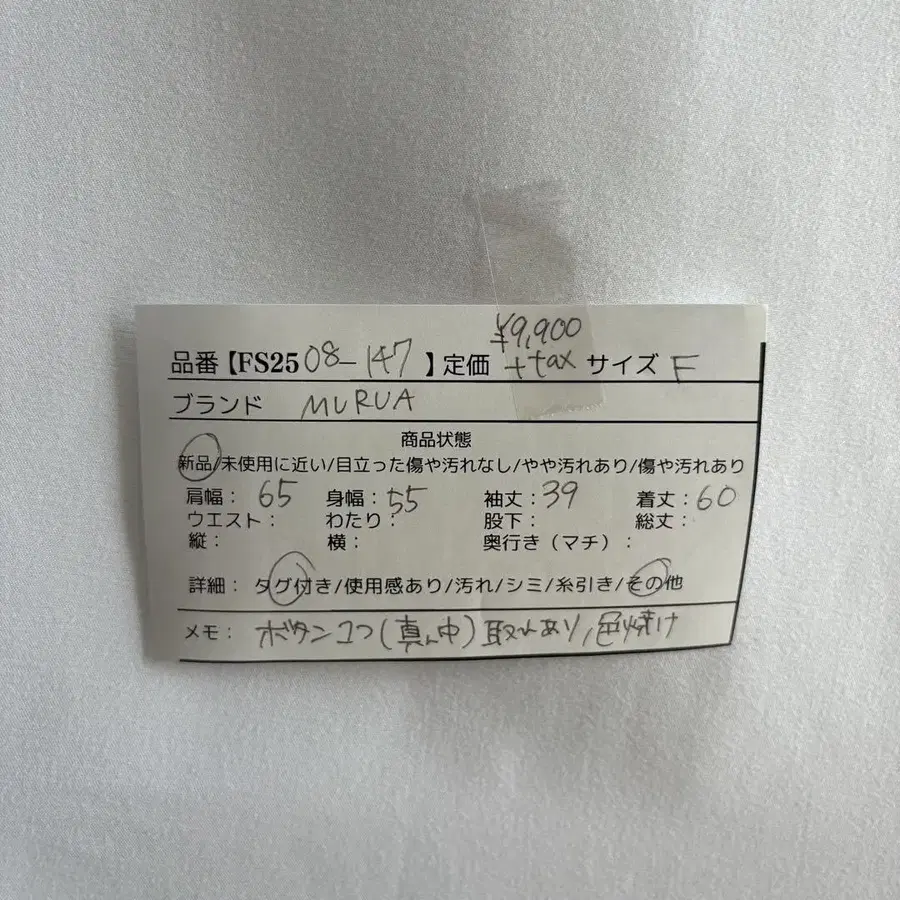 品番【FS25 08-147】定価 ¥9,900 +tax サイズ F
ブランド MURUA
商品状態
新品/未使用に近い/目立った傷や汚れなし/やや汚れあり/傷や汚れあり
肩幅: 65 身幅: 55 袖丈: 39 着丈: 60
ウエスト: わたり: 股下: 総丈:
縦: 横: 奥行き(マチ):
詳細: タグ付き/使用感あり/汚れ/シミ/糸引き/その他
メモ: ボタン1つ(真ん中)取れあり,色焼け